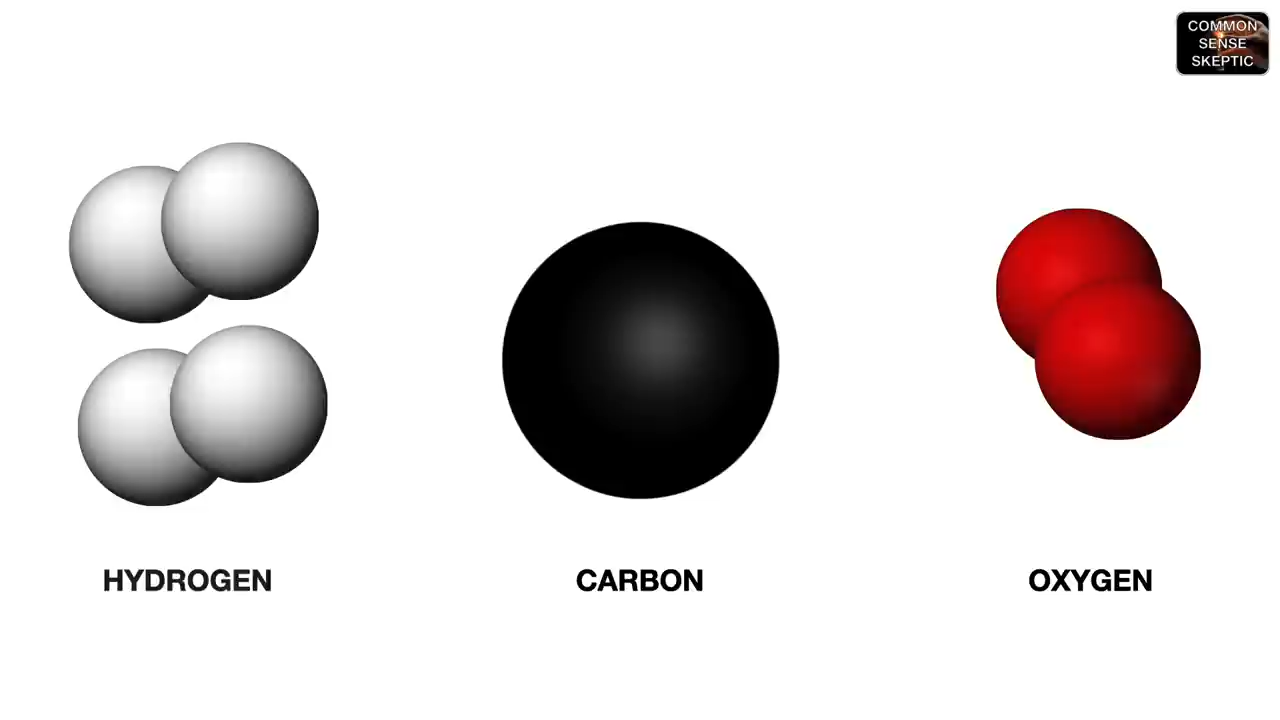 COMMON
SENSE
SKEPTIC
HYDROGEN
CARBON
OXYGEN